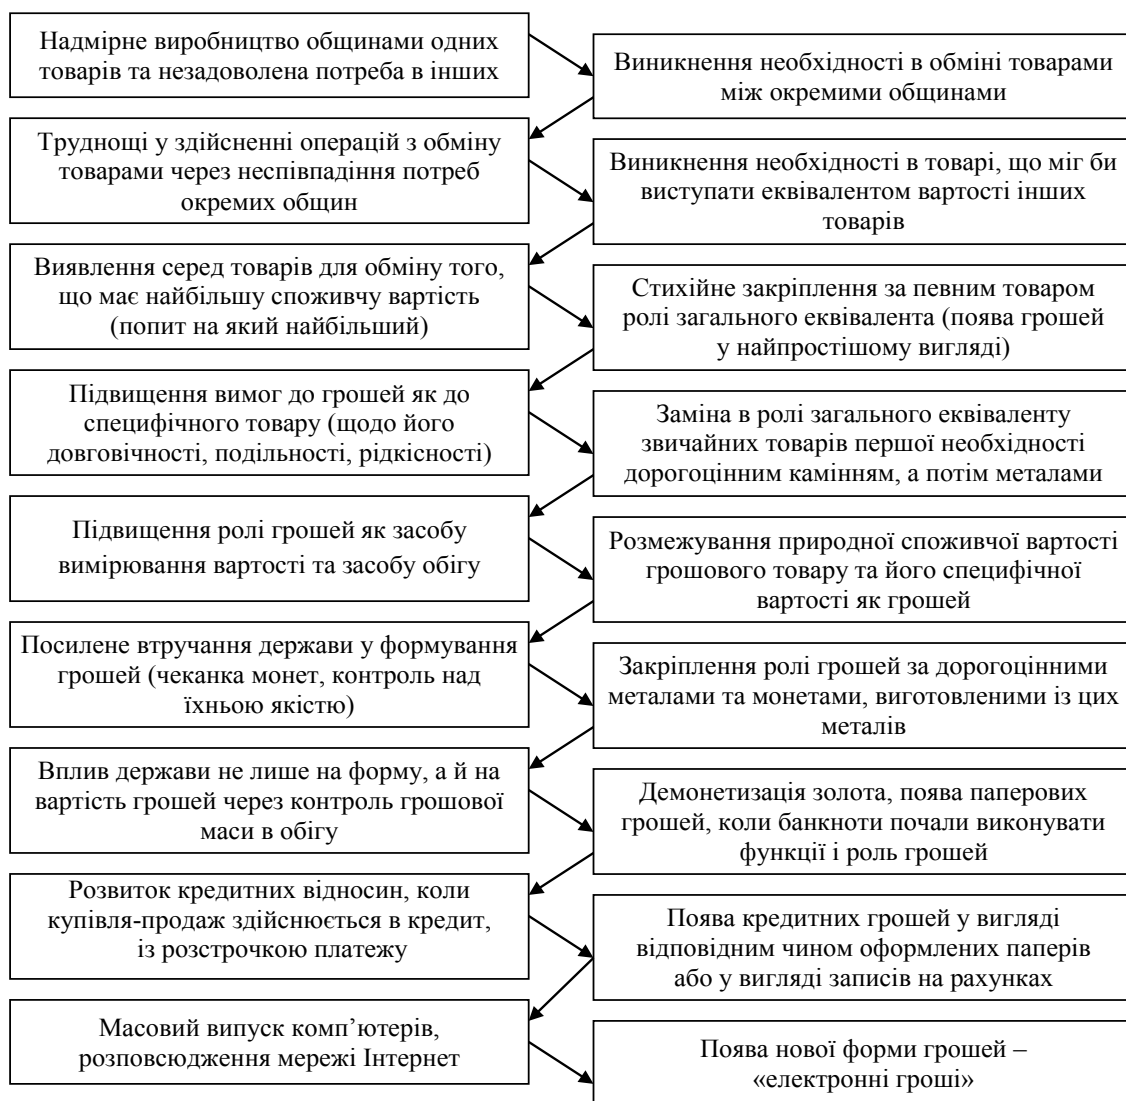 Надмірне виробництво общинами одних
товарів та незадоволена потреба в інших
Виникнення необхідності в обміні товарами
між окремими общинами
Труднощі у здійсненні операцій з обміну
товарами через неспівпадіння потреб
окремих общин
Виникнення необхідності в товарі, що міг би
виступати еквівалентом вартості інших
товарів
Виявлення серед товарів для обміну того,
що має найбільшу споживчу вартість
(попит на який найбільший)
Стихійне закріплення за певним товаром
ролі загального еквівалента (поява грошей
у найпростішому вигляді)
Підвищення вимог до грошей як до
специфічного товару (щодо його
довговічності, подільності, рідкісності)
Заміна в ролі загального еквіваленту
звичайних товарів першої необхідності
дорогоцінним камінням, а потім металами
Підвищення ролі грошей як засобу
вимірювання вартості та засобу обігу
Розмежування природної споживчої вартості
грошового товару та його специфічної
вартості як грошей
Посилене втручання держави у формування
грошей (чеканка монет, контроль над
їхньою якістю)
Закріплення ролі грошей за дорогоцінними
металами та монетами, виготовленими із цих
металів
Вплив держави не лише на форму, а й на
вартість грошей через контроль грошової
маси в обігу
Демонетизація золота, поява паперових
грошей, коли банкноти почали виконувати
функції і роль грошей
Розвиток кредитних відносин, коли
купівля-продаж здійснюється в кредит,
із розстрочкою платежу
Поява кредитних грошей у вигляді
відповідним чином оформлених паперів
або у вигляді записів на рахунках
Масовий випуск комп’ютерів,
розповсюдження мережі Інтернет
Поява нової форми грошей –
«електронні гроші»